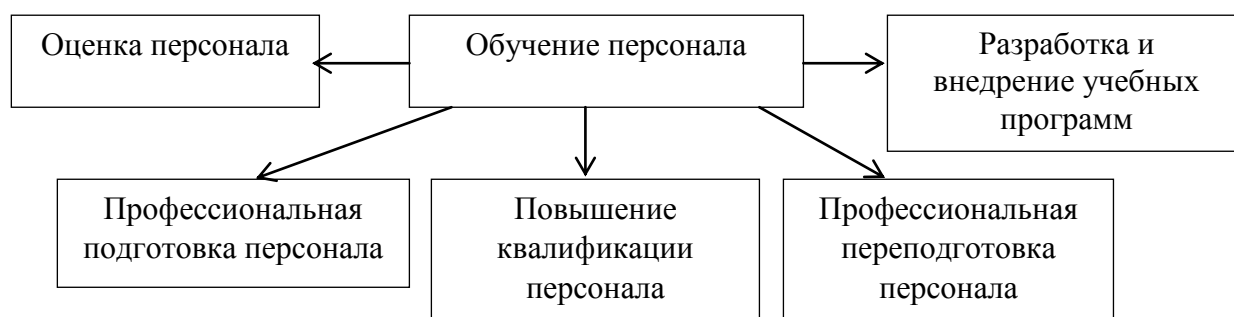 Оценка персонала
Обучение персонала
Разработка и
внедрение учебных
программ
Профессиональная
подготовка персонала
Повышение
квалификации
персонала
Профессиональная
переподготовка
персонала